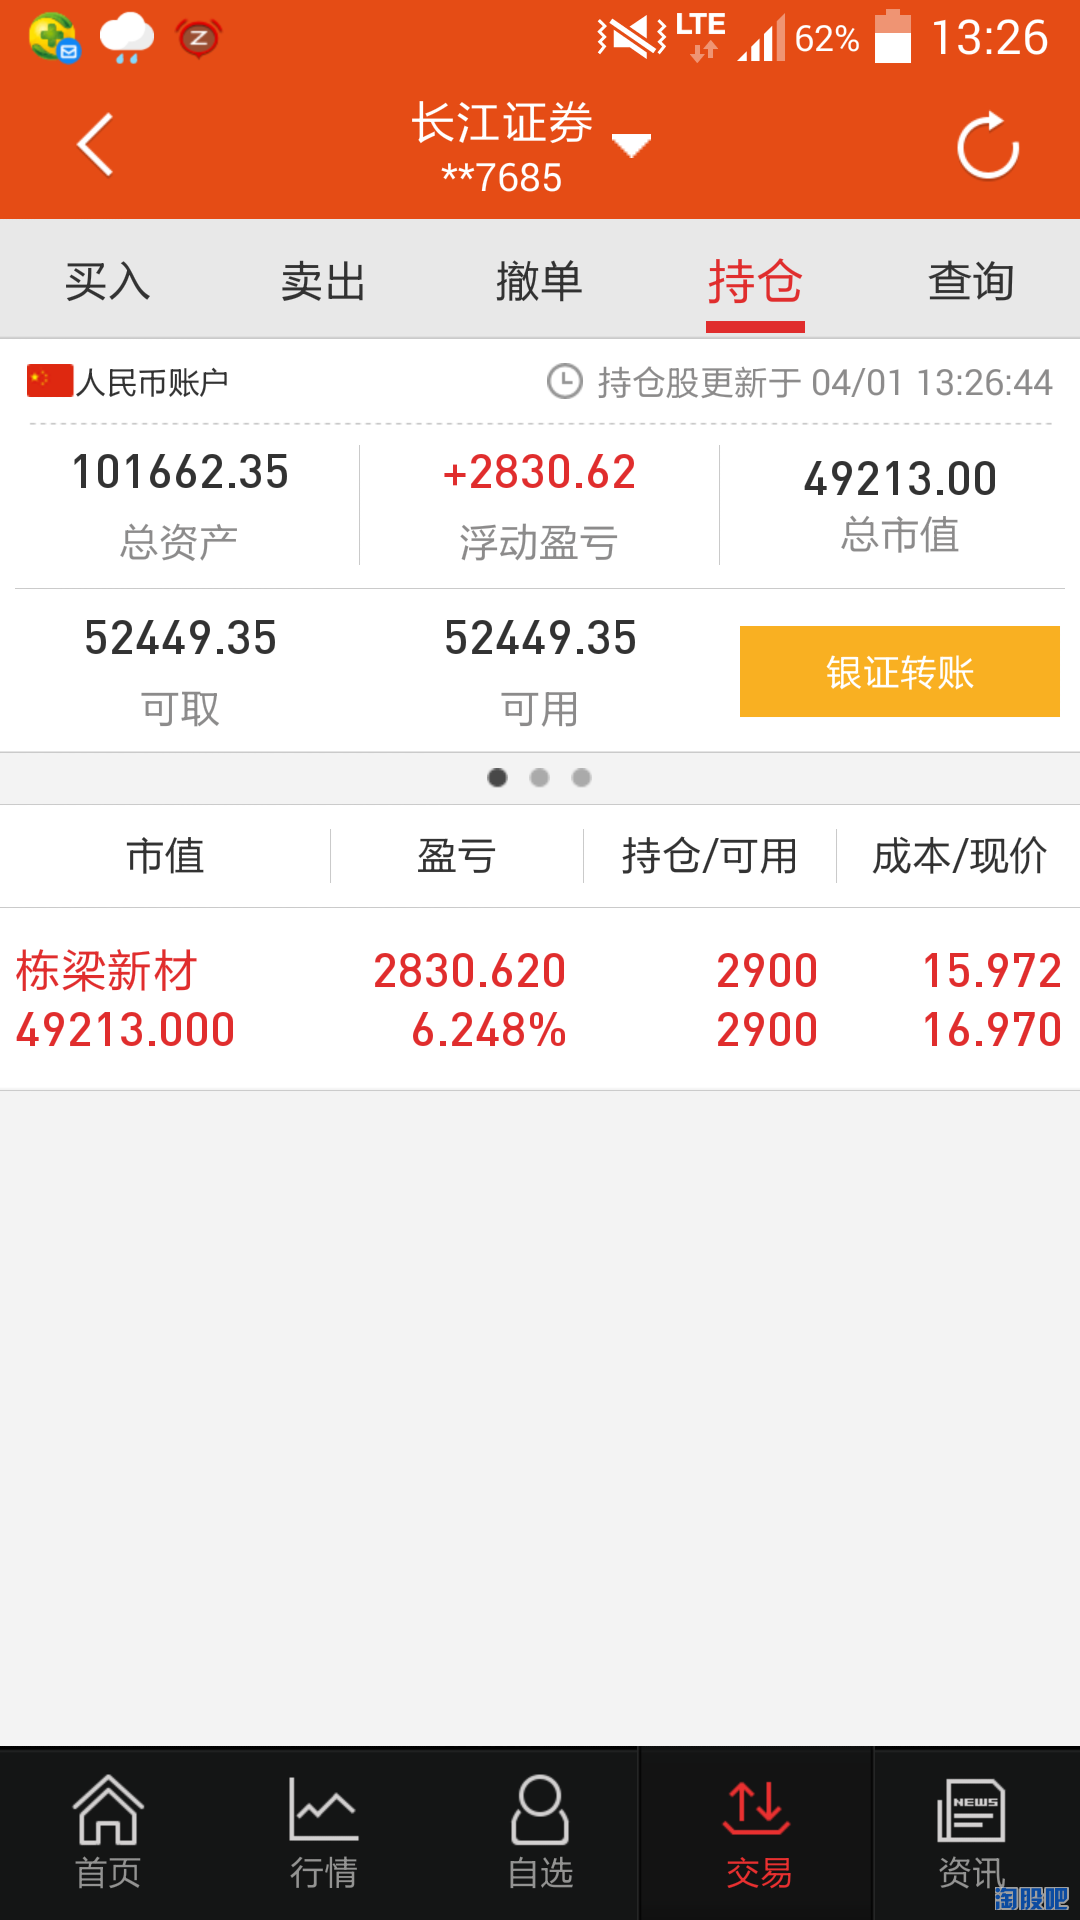 LTE 62% 13:26
长江证券
**7685
买入 卖出 撤单 持仓 查询
人民币账户 持仓股更新于 04/01 13:26:44
101662.35 +2830.62 49213.00
总资产 浮动盈亏 总市值
52449.35 52449.35 银证转账
可取 可用
市值 盈亏 持仓/可用 成本/现价
栋梁新材 2830.620 2900 15.972
49213.000 6.248% 2900 16.970
NEWS
首页 行情 自选 交易 资讯
淘股吧